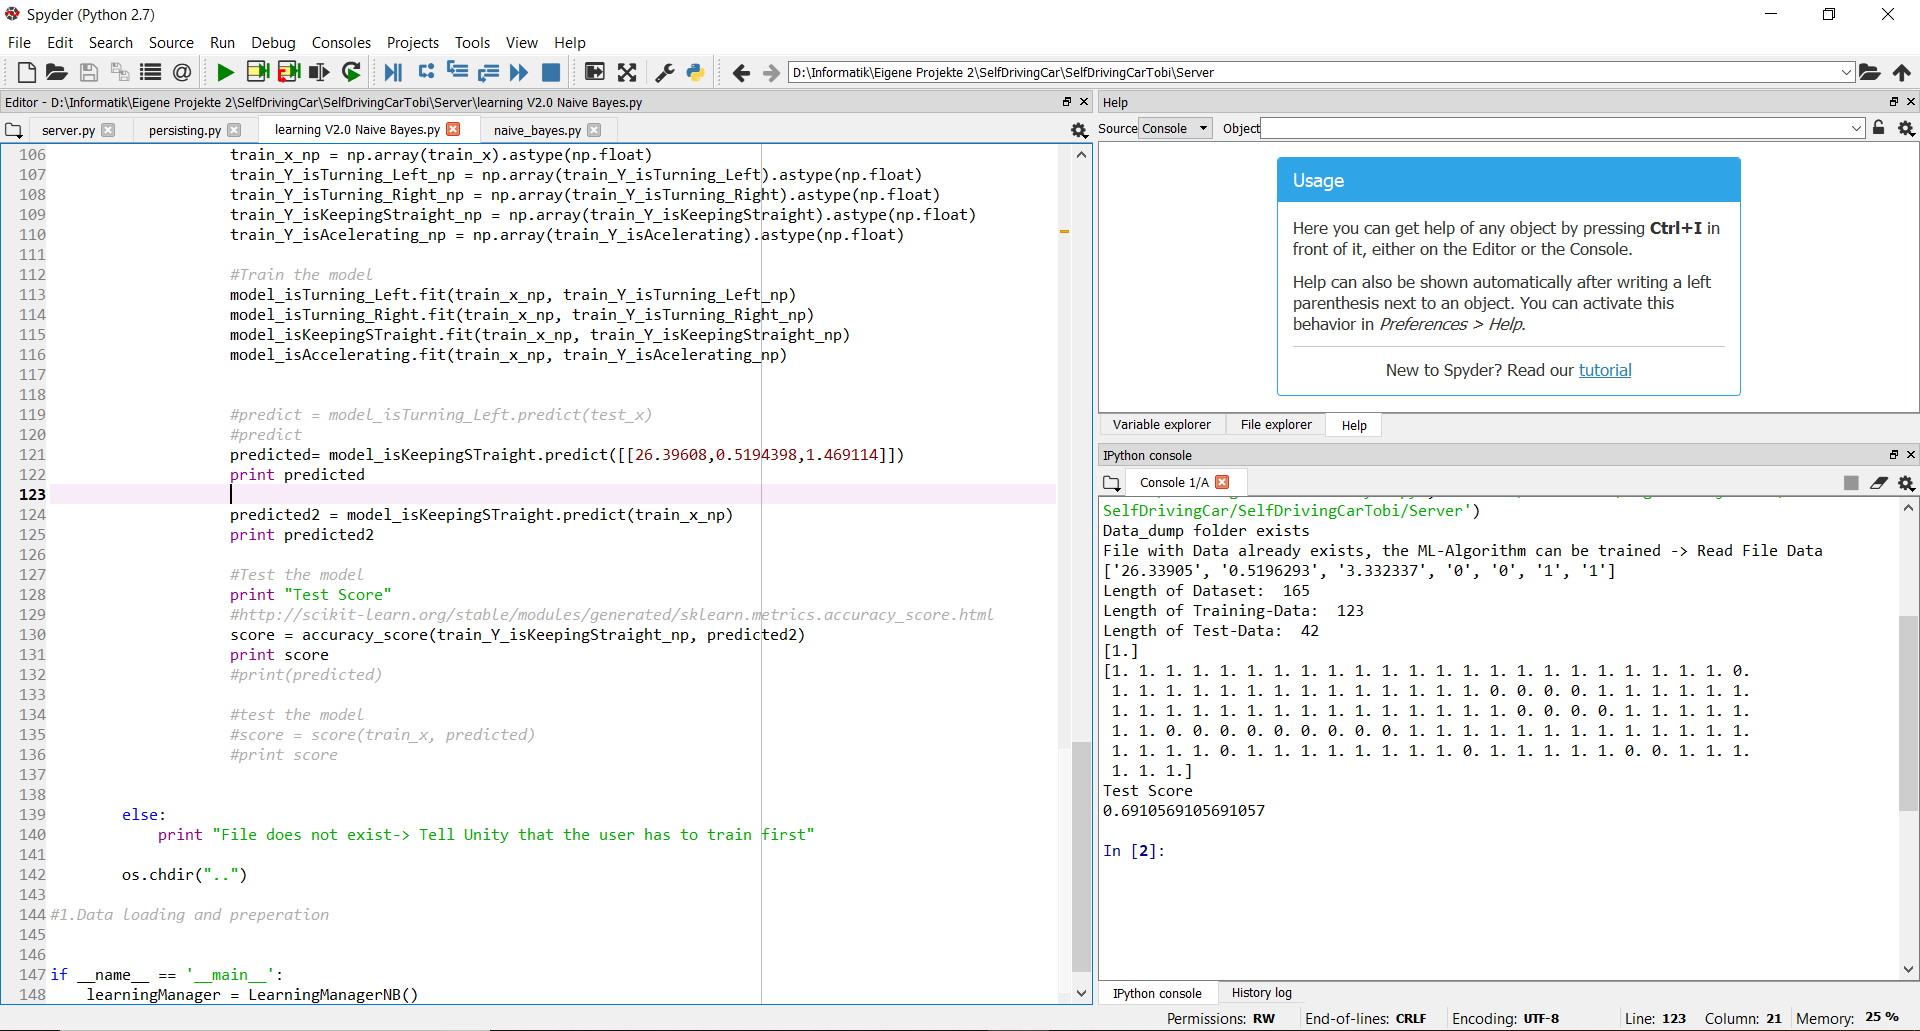 Spyder (Python 2.7)
File Edit Search Source Run Debug Consoles Projects Tools View Help
D:\Informatik\Eigene Projekte 2\SelfDrivingCar\SelfDrivingCarTobi\Server
Editor - D:\Informatik\Eigene Projekte 2\SelfDrivingCar\SelfDrivingCarTobi\Server\learning V2.0 Naive Bayes.py
server.py persisting.py learning V2.0 Naive Bayes.py naive_bayes.py
106 train_x_np = np.array(train_x).astype(np.float)
107 train_Y_isTurning_Left_np = np.array(train_Y_isTurning_Left).astype(np.float)
108 train_Y_isTurning_Right_np = np.array(train_Y_isTurning_Right).astype(np.float)
109 train_Y_isKeepingStraight_np = np.array(train_Y_isKeepingStraight).astype(np.float)
110 train_Y_isAcelerating_np = np.array(train_Y_isAcelerating).astype(np.float)
111
112 #Train the model
113 model_isTurning_Left.fit(train_x_np, train_Y_isTurning_Left_np)
114 model_isTurning_Right.fit(train_x_np, train_Y_isTurning_Right_np)
115 model_isKeepingSTraight.fit(train_x_np, train_Y_isKeepingStraight_np)
116 model_isAccelerating.fit(train_x_np, train_Y_isAcelerating_np)
117
118
119 #predict = model_isTurning_Left.predict(test_x)
120 #predict
121 predicted= model_isKeepingSTraight.predict([[26.39608,0.5194398,1.469114]])
122 print predicted
123
124 predicted2 = model_isKeepingSTraight.predict(train_x_np)
125 print predicted2
126
127 #Test the model
128 print "Test Score"
129 #http://scikit-learn.org/stable/modules/generated/sklearn.metrics.accuracy_score.html
130 score = accuracy_score(train_Y_isKeepingStraight_np, predicted2)
131 print score
132 #print(predicted)
133
134 #test the model
135 #score = score(train_x, predicted)
136 #print score
137
138
139 else:
140 print "File does not exist-> Tell Unity that the user has to train first"
141
142 os.chdir("..")
143
144 #1.Data loading and preperation
145
146
147 if __name__ == '__main__':
148 learningManager = LearningManagerNB()
Help
Source Console Object
Usage
Here you can get help of any object by pressing Ctrl+I in
front of it, either on the Editor or the Console.
Help can also be shown automatically after writing a left
parenthesis next to an object. You can activate this
behavior in Preferences > Help.
New to Spyder? Read our tutorial
Variable explorer File explorer Help
IPython console
Console 1/A
SelfDrivingCar/SelfDrivingCarTobi/Server')
Data_dump folder exists
File with Data already exists, the ML-Algorithm can be trained -> Read File Data
['26.33905', '0.5196293', '3.332337', '0', '0', '1', '1']
Length of Dataset:  165
Length of Training-Data:  123
Length of Test-Data:  42
[1.]
[1. 1. 1. 1. 1. 1. 1. 1. 1. 1. 1. 1. 1. 1. 1. 1. 1. 1. 1. 1. 1. 1. 1. 0.
1. 1. 1. 1. 1. 1. 1. 1. 1. 1. 1. 1. 1. 1. 0. 0. 0. 0. 1. 1. 1. 1. 1. 1.
1. 1. 1. 1. 1. 1. 1. 1. 1. 1. 1. 1. 1. 1. 1. 0. 0. 0. 0. 1. 1. 1. 1. 1.
1. 1. 0. 0. 0. 0. 0. 0. 0. 0. 0. 1. 1. 1. 1. 1. 1. 1. 1. 1. 1. 1. 1. 1.
1. 1. 1. 1. 0. 1. 1. 1. 1. 1. 1. 1. 1. 0. 1. 1. 1. 1. 1. 0. 0. 1. 1. 1.
1. 1. 1.]
Test Score
0.6910569105691057
In [2]:
IPython console History log
Permissions: RW End-of-lines: CRLF Encoding: UTF-8 Line: 123 Column: 21 Memory: 25 %